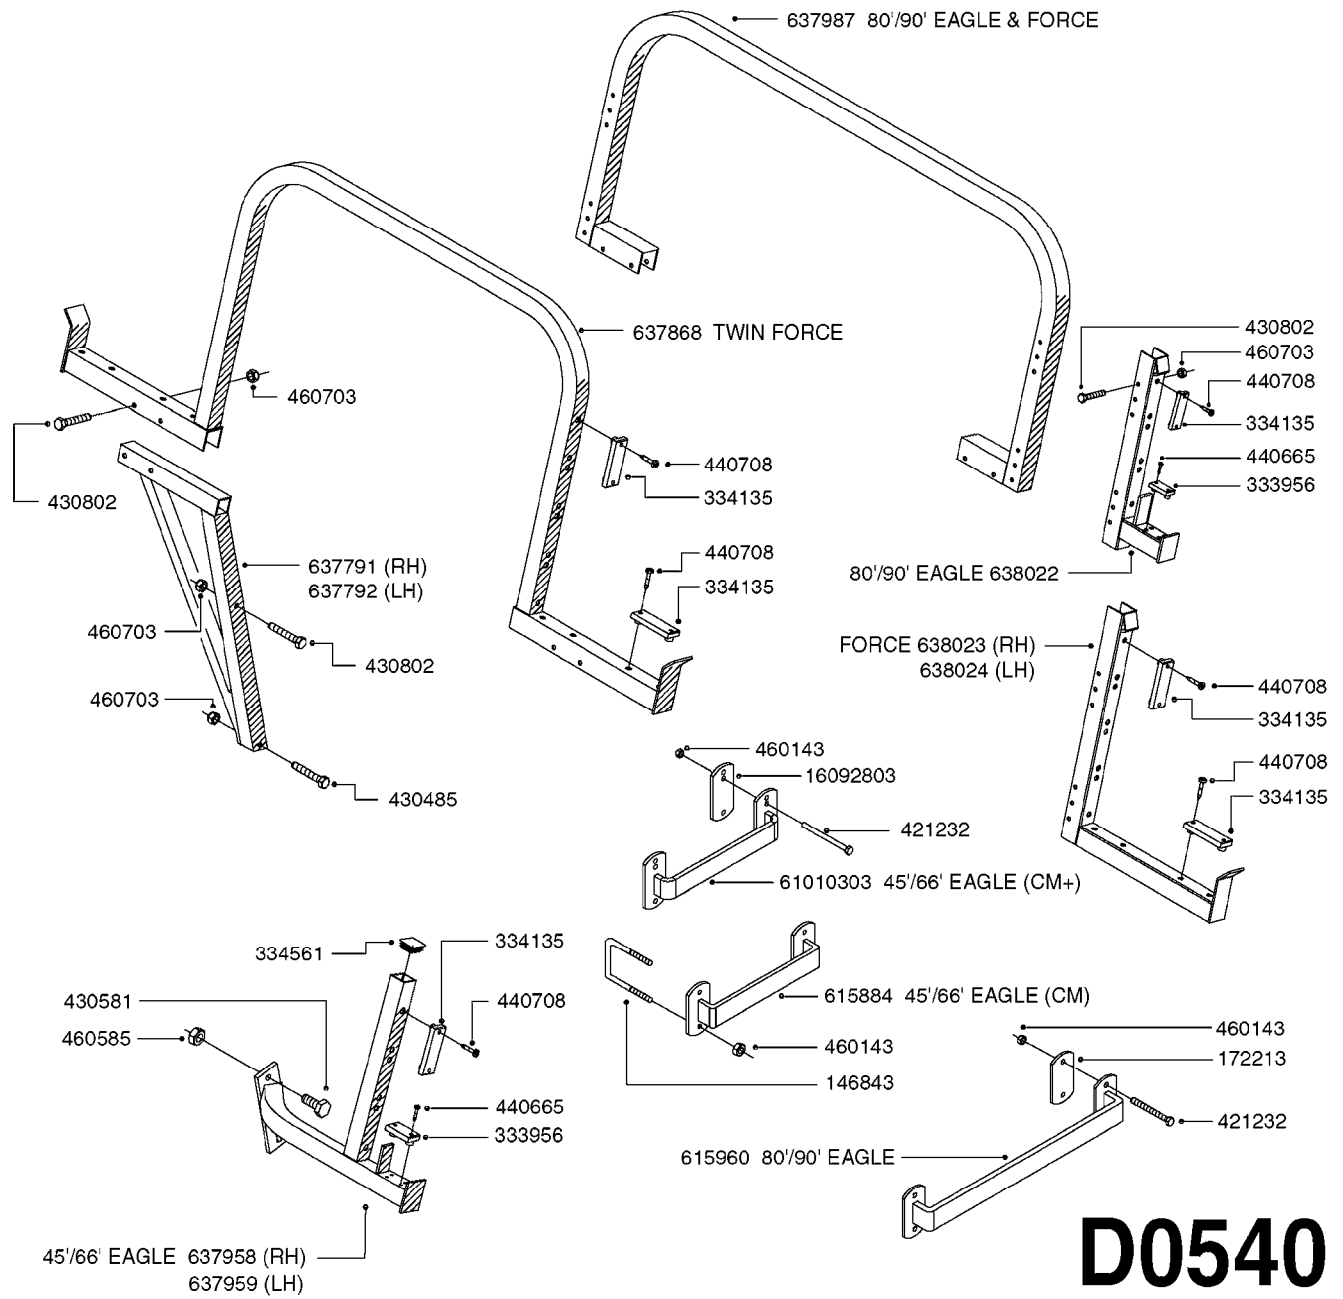 637987 80'/90' EAGLE & FORCE
637868 TWIN FORCE
430802
460703
440708
334135
440665
333956
460703
430802
440708
334135
440708
334135
637791 (RH)
637792 (LH)
460703
430802
460703
430485
80'/90' EAGLE 638022
FORCE 638023 (RH)
638024 (LH)
440708
334135
440708
334135
460143
16092803
421232
61010303 45'/66' EAGLE (CM+)
334561
334135
430581
440708
460585
440665
333956
45'/66' EAGLE 637958 (RH)
637959 (LH)
615884 45'/66' EAGLE (CM)
460143
146843
460143
172213
421232
615960 80'/90' EAGLE
D0540